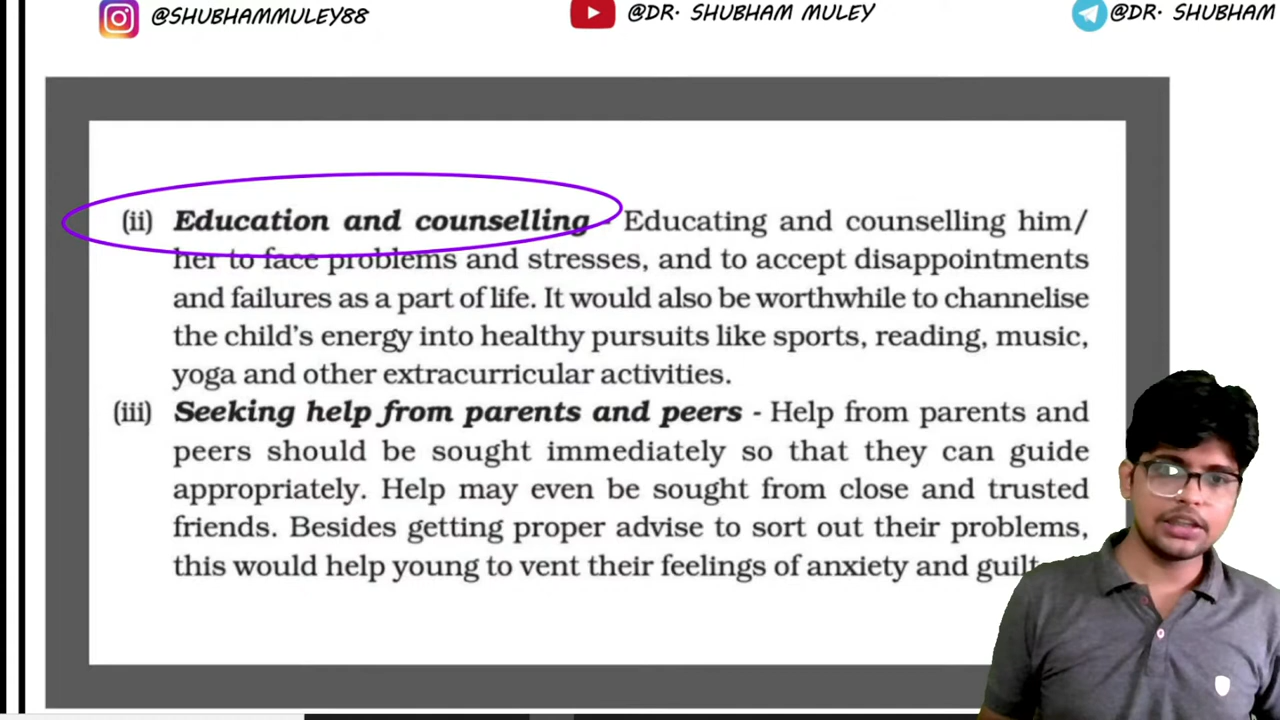 @SHUBHAMMULEY88
@DR. SHUBHAM MULEY
@DR. SHUBHAM
(ii) Education and counselling - Educating and counselling him/
her to face problems and stresses, and to accept disappointments
and failures as a part of life. It would also be worthwhile to channelise
the child's energy into healthy pursuits like sports, reading, music,
yoga and other extracurricular activities.
(iii) Seeking help from parents and peers - Help from parents and
peers should be sought immediately so that they can guide
appropriately. Help may even be sought from close and trusted
friends. Besides getting proper advise to sort out their problems,
this would help young to vent their feelings of anxiety and guilt